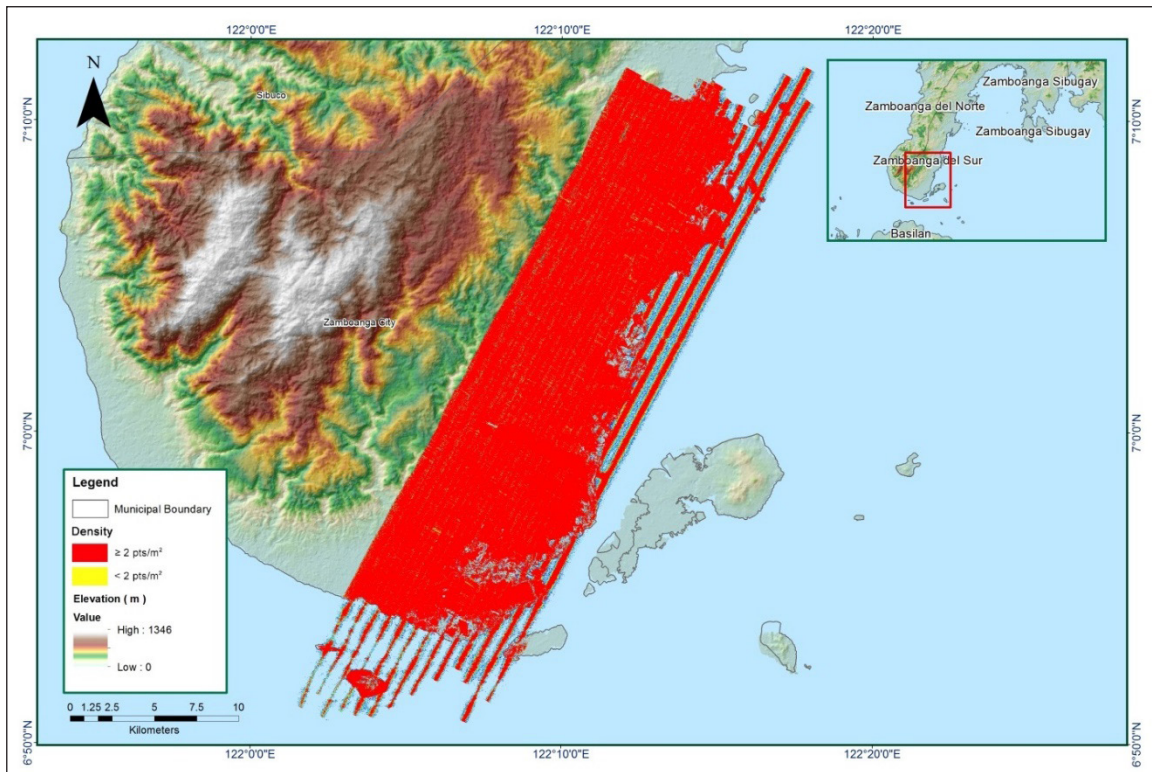 122°0'0"E
122°10'0"E
122°20'0"E
N
7°10'0"N
7°10'0"N
Sibuco
Zamboanga Sibugay
Zamboanga del Norte
Zamboanga Sibugay
Zamboanga del Sur
Basilan
Zamboanga City
7°0'0"N
7°0'0"N
Legend
Municipal Boundary
Density
≥ 2 pts/m²
< 2 pts/m²
Elevation ( m )
Value
High : 1346
Low : 0
0 1.25 2.5 5 7.5 10
Kilometers
6°50'0"N
6°50'0"N
122°0'0"E
122°10'0"E
122°20'0"E